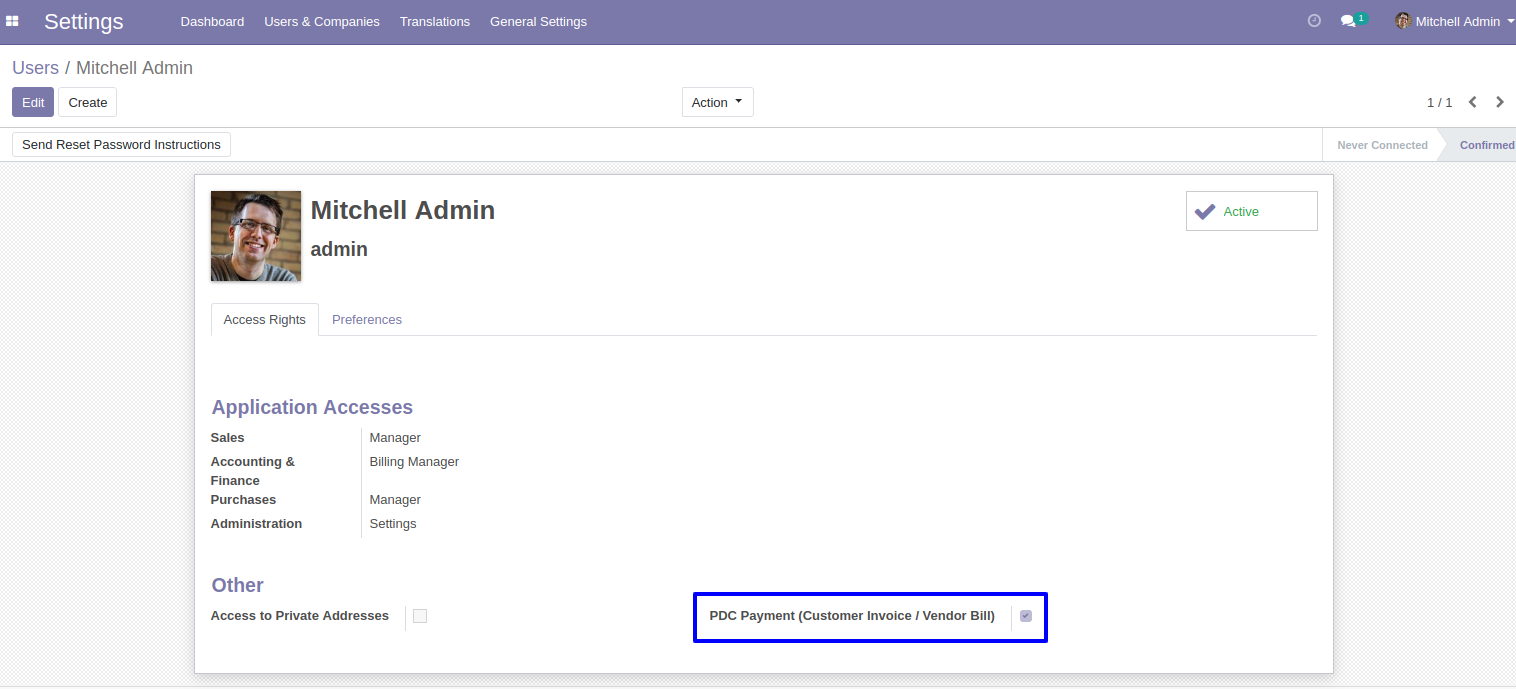 Settings Dashboard Users & Companies Translations General Settings 1 Mitchell Admin
Users / Mitchell Admin
Edit Create Action 1 / 1
Send Reset Password Instructions Never Connected Confirmed
Mitchell Admin Active
admin
Access Rights Preferences
Application Accesses
Sales Manager
Accounting & Billing Manager
Finance
Purchases Manager
Administration Settings
Other
Access to Private Addresses PDC Payment (Customer Invoice / Vendor Bill)